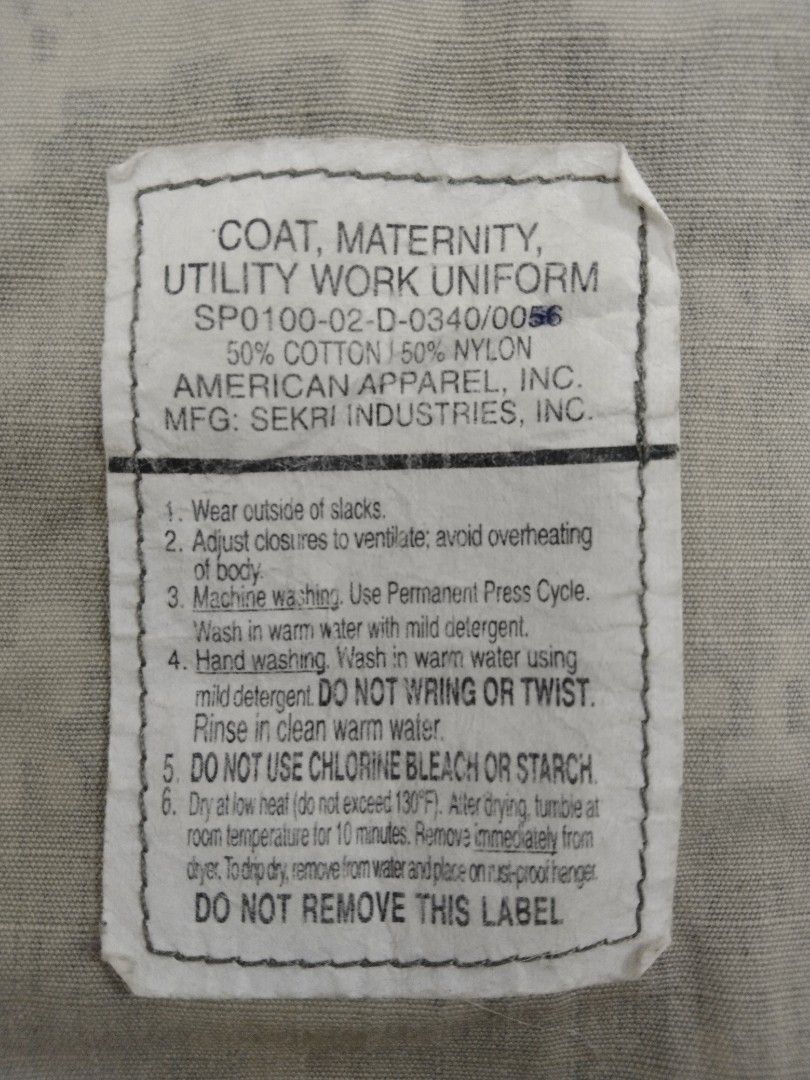 COAT, MATERNITY,
UTILITY WORK UNIFORM
SP0100-02-D-0340/0056
50% COTTON / 50% NYLON
AMERICAN APPAREL, INC.
MFG: SEKRI INDUSTRIES, INC.
1. Wear outside of slacks.
2. Adjust closures to ventilate; avoid overheating
of body.
3. Machine washing. Use Permanent Press Cycle.
Wash in warm water with mild detergent.
4. Hand washing. Wash in warm water using
mild detergent. DO NOT WRING OR TWIST.
Rinse in clean warm water.
5. DO NOT USE CHLORINE BLEACH OR STARCH.
6. Dry at low heat (do not exceed 130°F). After drying, tumble at
room temperature for 10 minutes. Remove immediately from
dryer. To drip dry, remove from water and place on rust-proof hanger.
DO NOT REMOVE THIS LABEL